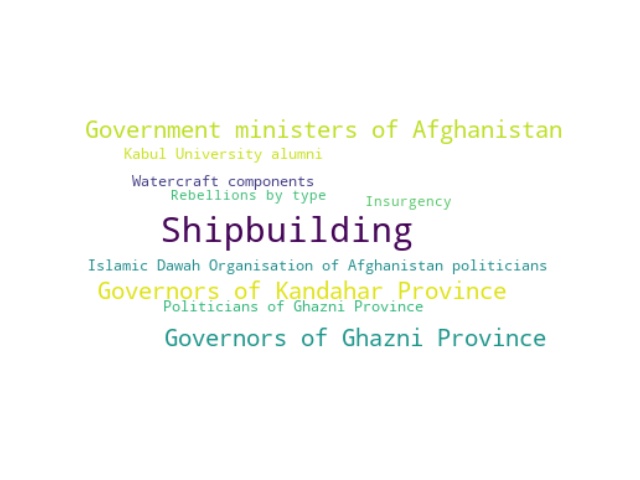 Government ministers of Afghanistan
Kabul University alumni
Watercraft components
Rebellions by type
Insurgency
Shipbuilding
Islamic Dawah Organisation of Afghanistan politicians
Governors of Kandahar Province
Politicians of Ghazni Province
Governors of Ghazni Province